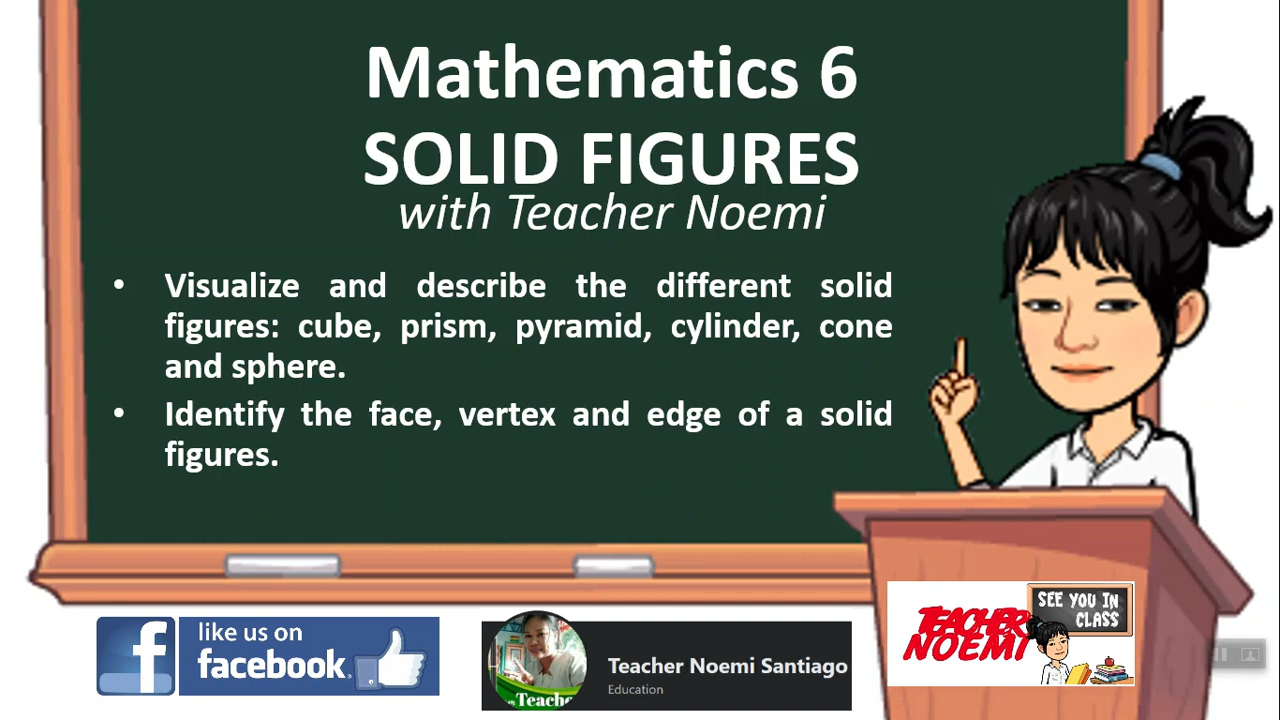 Mathematics 6
SOLID FIGURES
with Teacher Noemi
• Visualize and describe the different solid
figures: cube, prism, pyramid, cylinder, cone
and sphere.
• Identify the face, vertex and edge of a solid
figures.
f like us on
facebook
Teacher Noemi Santiago
Education
Teache
TEACHER
NOEMI
SEE YOU IN
CLASS